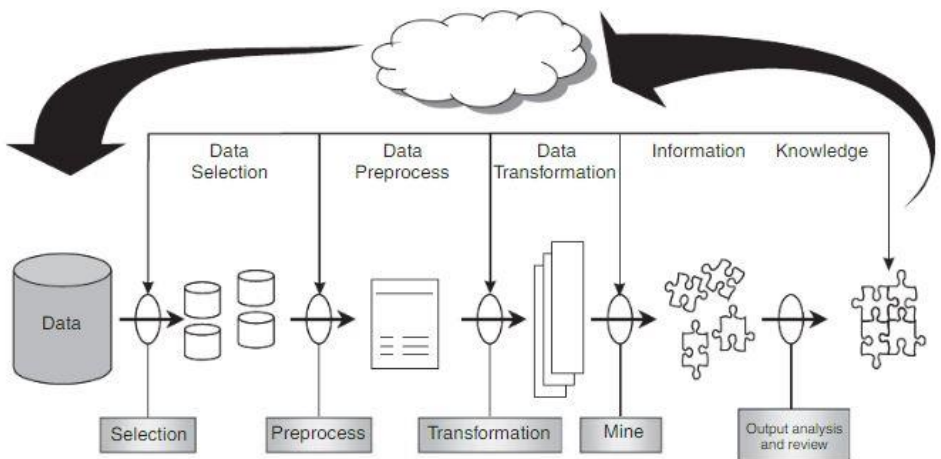 Data
Selection
Data
Preprocess
Data
Transformation
Information
Knowledge
Data
Selection
Preprocess
Transformation
Mine
Output analysis
and review